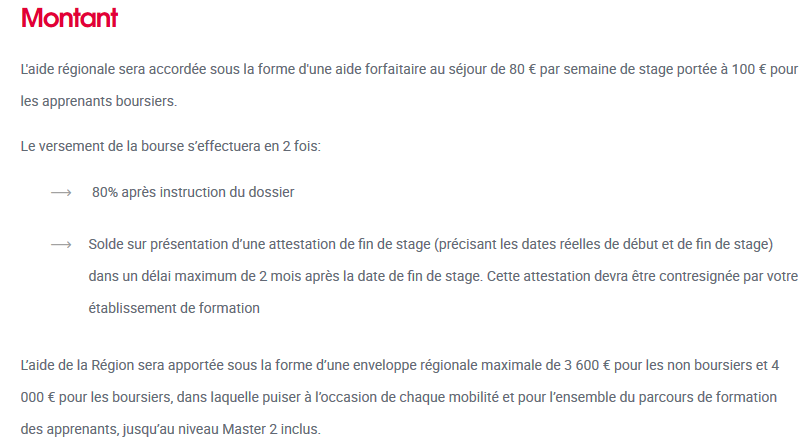 Montant
L'aide régionale sera accordée sous la forme d'une aide forfaitaire au séjour de 80 € par semaine de stage portée à 100 € pour
les apprenants boursiers.
Le versement de la bourse s’effectuera en 2 fois:
⟶ 80% après instruction du dossier
⟶ Solde sur présentation d’une attestation de fin de stage (précisant les dates réelles de début et de fin de stage)
dans un délai maximum de 2 mois après la date de fin de stage. Cette attestation devra être contresignée par votre
établissement de formation
L’aide de la Région sera apportée sous la forme d’une enveloppe régionale maximale de 3 600 € pour les non boursiers et 4
000 € pour les boursiers, dans laquelle puiser à l’occasion de chaque mobilité et pour l’ensemble du parcours de formation
des apprenants, jusqu’au niveau Master 2 inclus.